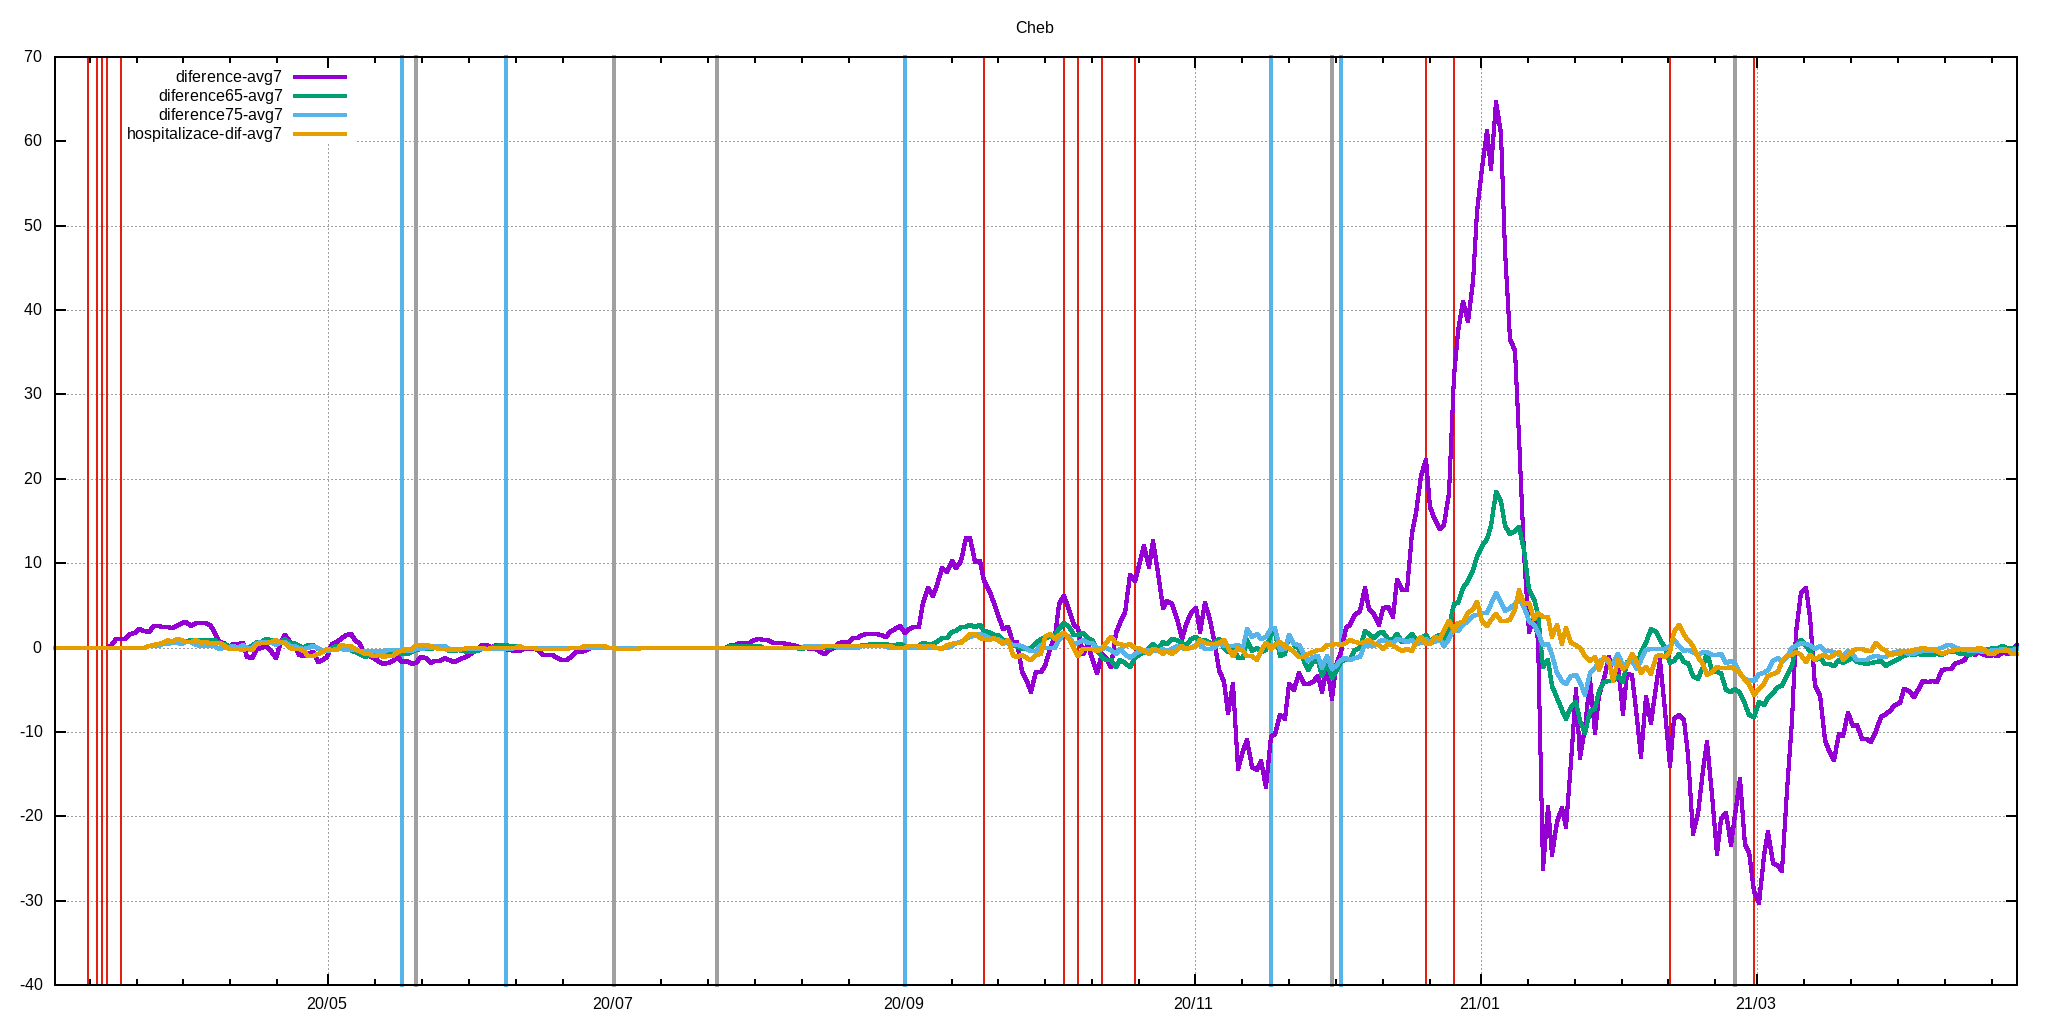 Cheb
70
diference-avg7
diference65-avg7
diference75-avg7
hospitalizace-dif-avg7
60
50
40
30
20
10
0
-10
-20
-30
-40
20/05 20/07 20/09 20/11 21/01 21/03